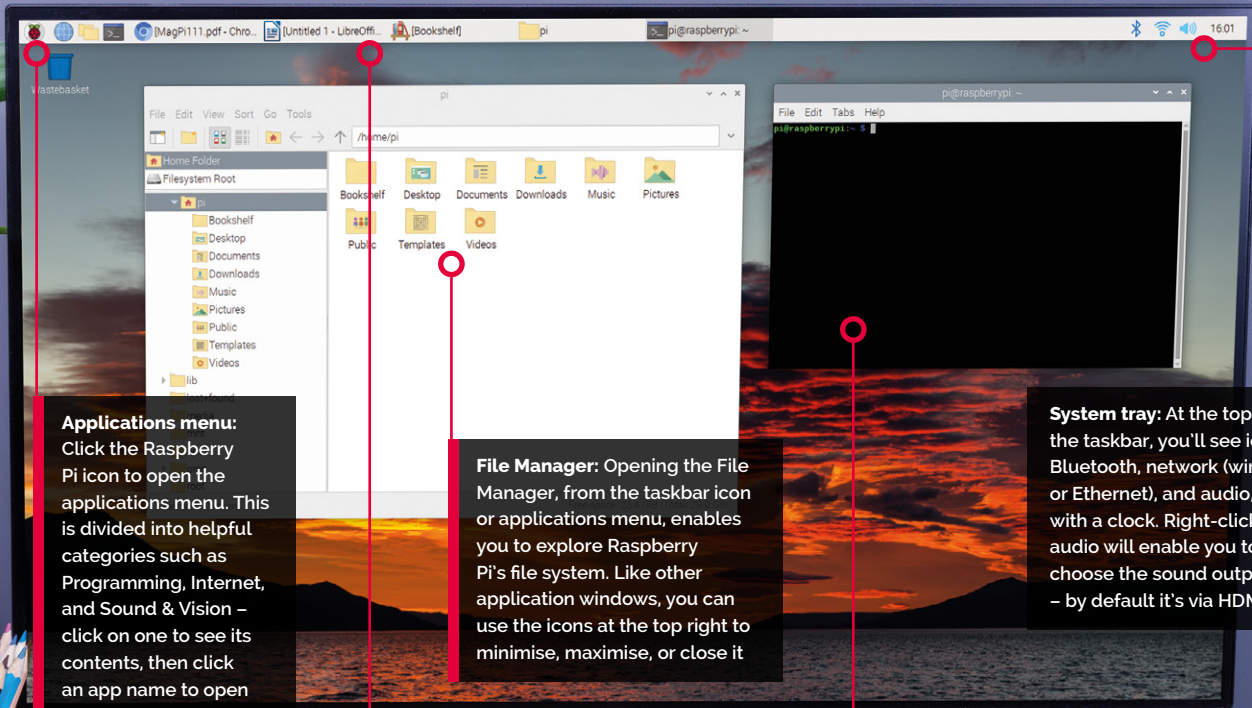 [MagPi111.pdf - Chro... [Untitled 1 - LibreOffi... [Bookshelf] pi pi@raspberrypi: ~ 16:01
Wastebasket
pi
File Edit View Sort Go Tools
/home/pi
Home Folder
Filesystem Root
pi
Bookshelf
Desktop
Documents
Downloads
Music
Pictures
Public
Templates
Videos
lib
lost+found
Bookshelf Desktop Documents Downloads Music Pictures
Public Templates Videos
pi@raspberrypi: ~
File Edit Tabs Help
pi@raspberrypi:~ $
Applications menu:
Click the Raspberry
Pi icon to open the
applications menu. This
is divided into helpful
categories such as
Programming, Internet,
and Sound & Vision –
click on one to see its
contents, then click
an app name to open
File Manager: Opening the File
Manager, from the taskbar icon
or applications menu, enables
you to explore Raspberry
Pi's file system. Like other
application windows, you can
use the icons at the top right to
minimise, maximise, or close it
System tray: At the top
the taskbar, you'll see
Bluetooth, network
or Ethernet), and audio,
with a clock.
audio will enable you to
choose the sound
– by default it's via